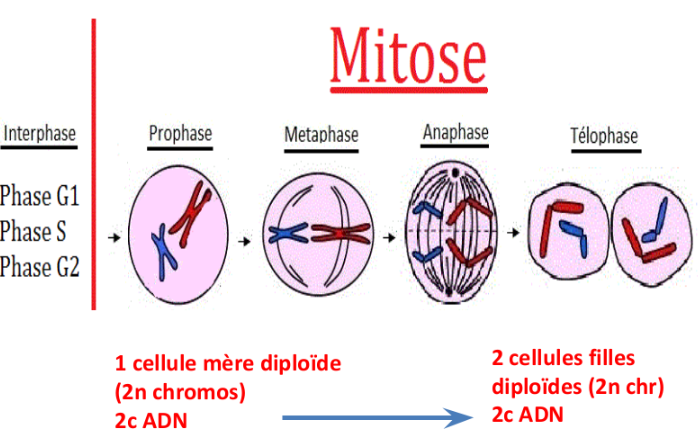 Mitose
Interphase
Prophase
Metaphase
Anaphase
Télophase
Phase G1
Phase S
Phase G2
1 cellule mère diploïde
(2n chromos)
2c ADN
2 cellules filles
diploïdes (2n chr)
2c ADN